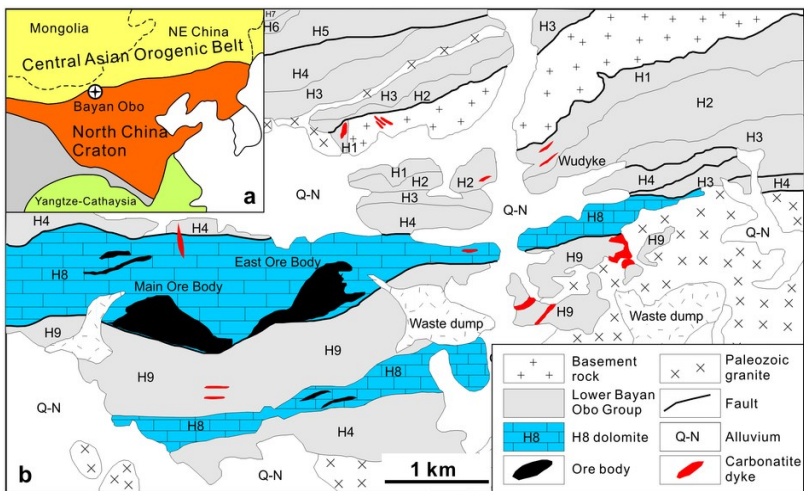 Mongolia
NE China
Central Asian Orogenic Belt
Bayan Obo
North China
Craton
Yangtze-Cathaysia
a
H7
H6
H5
H4
H3
H3
H2
H1
H3
H1
H2
H3
Wudyke
H1
H2
H2
H3
H4
Q-N
Q-N
H4
H3
H4
H8
Q-N
H4
H4
H8
East Ore Body
Main Ore Body
H9
H9
H9
Waste dump
Waste dump
H9
H9
H9
H8
H8
H4
Q-N
Q-N
b
1 km
Basement
rock
Paleozoic
granite
Lower Bayan
Obo Group
Fault
H8
H8 dolomite
Q-N
Alluvium
Ore body
Carbonatite
dyke